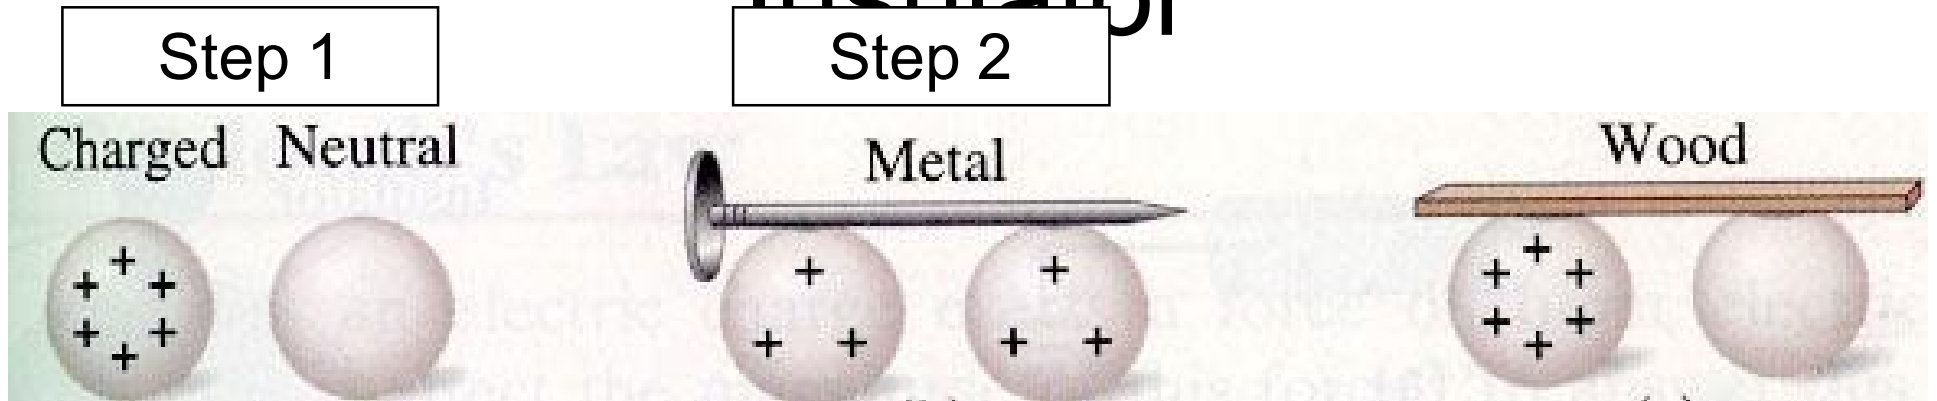 Step 1
Step 2
Charged Neutral
Metal
Wood
+ + + + + +
+ + +
+ + +
+ + + + + +